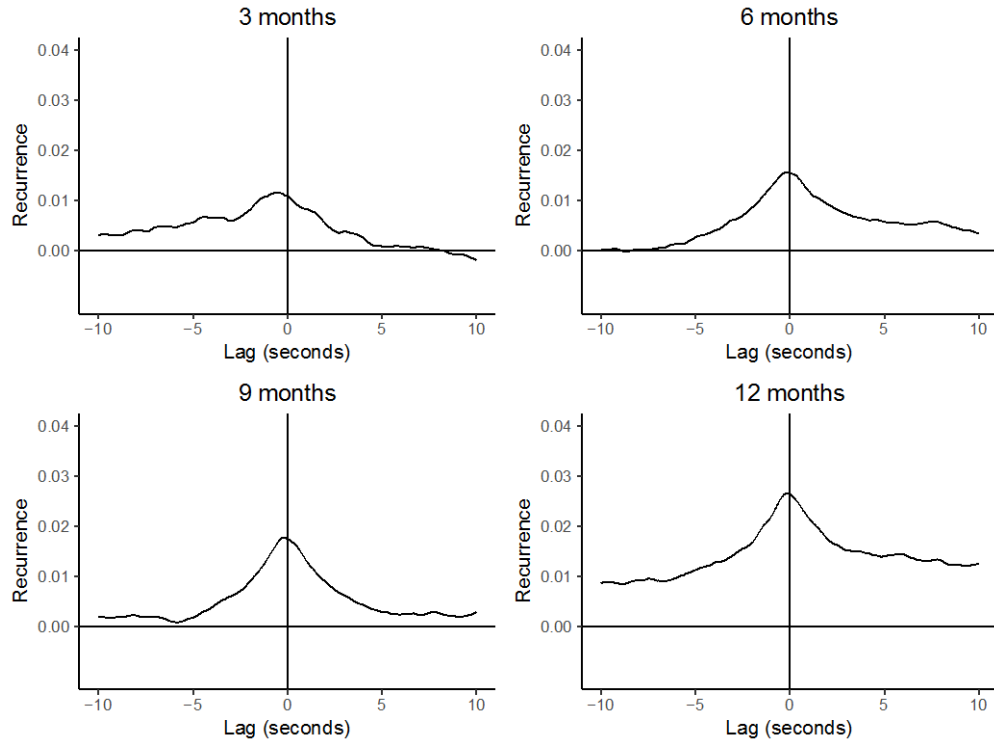 3 months
0.04
0.03
0.02
0.01
0.00
Recurrence
−10 −5 0 5 10
Lag (seconds)
6 months
0.04
0.03
0.02
0.01
0.00
Recurrence
−10 −5 0 5 10
Lag (seconds)
9 months
0.04
0.03
0.02
0.01
0.00
Recurrence
−10 −5 0 5 10
Lag (seconds)
12 months
0.04
0.03
0.02
0.01
0.00
Recurrence
−10 −5 0 5 10
Lag (seconds)